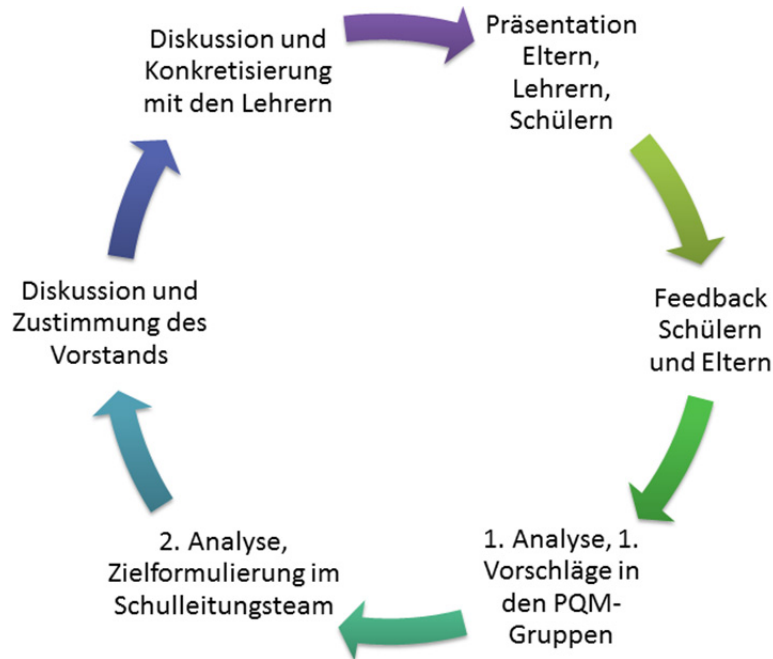 Präsentation
Eltern,
Lehrern,
Schülern
Feedback
Schülern
und Eltern
1. Analyse, 1.
Vorschläge in
den PQM-
Gruppen
2. Analyse,
Zielformulierung im
Schulleitungsteam
Diskussion und
Zustimmung des
Vorstands
Diskussion und
Konkretisierung
mit den Lehrern